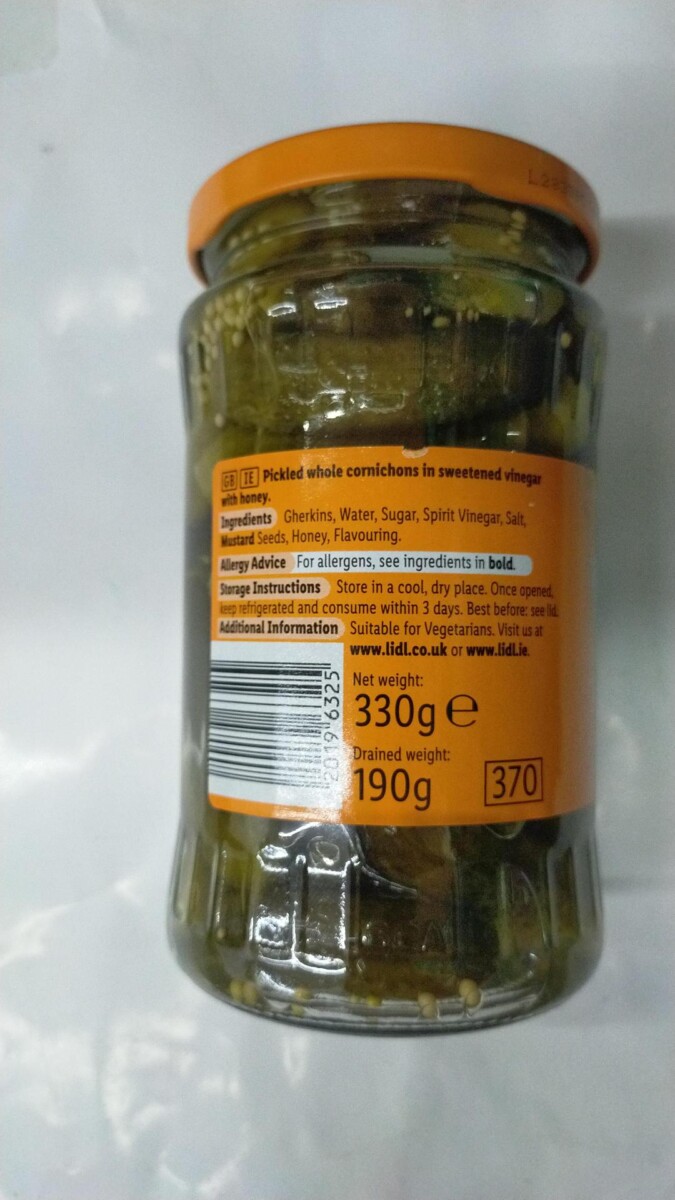 GB IE Pickled whole cornichons in sweetened vinegar
with honey.
Ingredients Gherkins, Water, Sugar, Spirit Vinegar, Salt,
Mustard Seeds, Honey, Flavouring.
Allergy Advice For allergens, see ingredients in bold.
Storage Instructions Store in a cool, dry place. Once opened,
keep refrigerated and consume within 3 days. Best before: see lid.
Additional Information Suitable for Vegetarians. Visit us at
www.lidl.co.uk or www.lidl.ie.
Net weight:
330g e
Drained weight:
190g
370
2019 6325